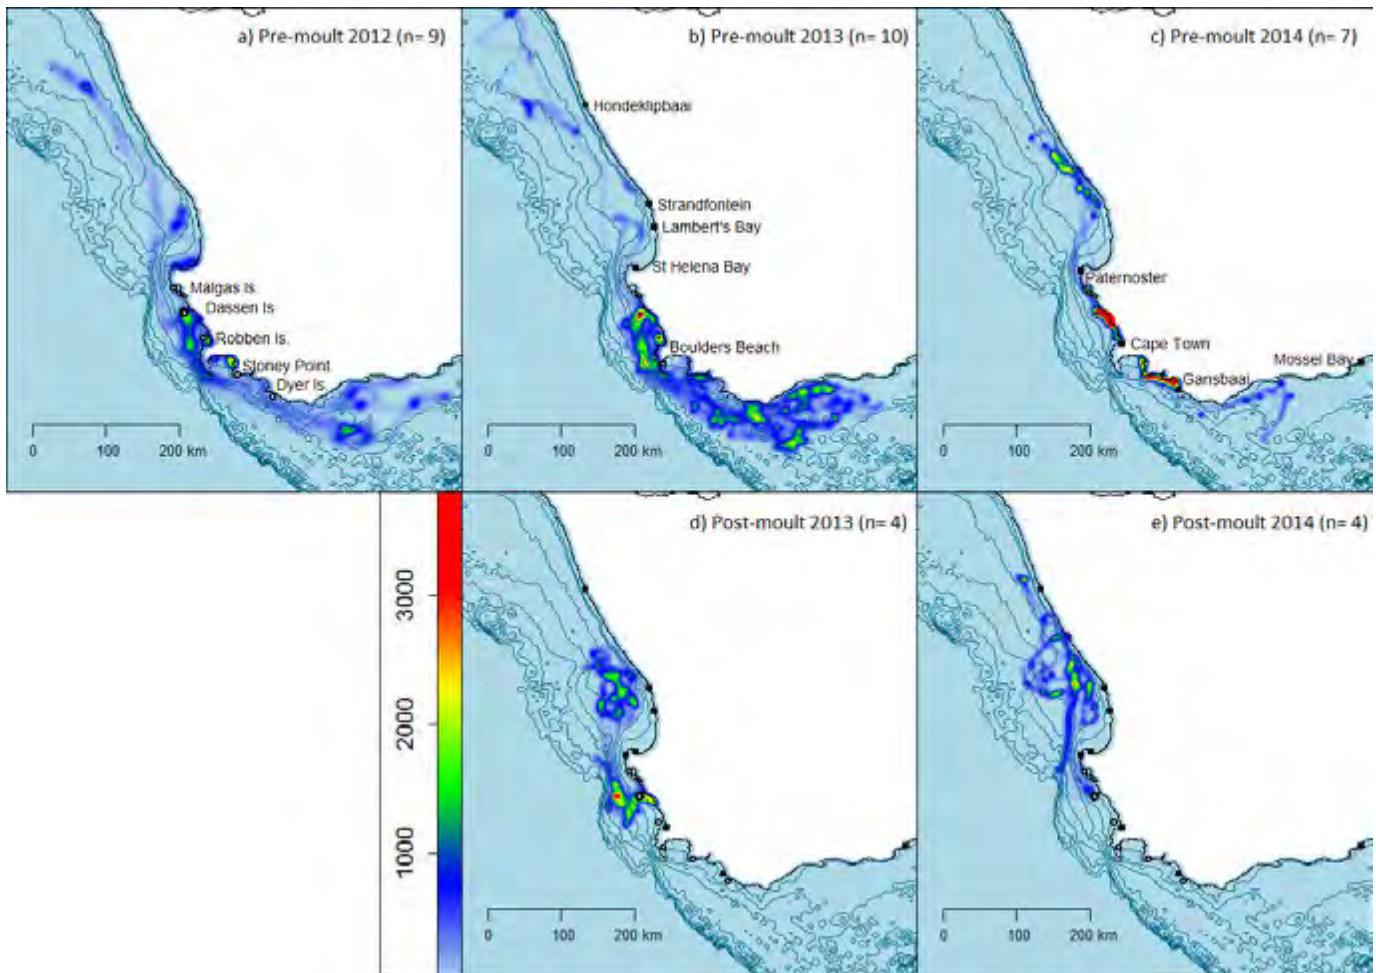 a) Pre-moult 2012 (n= 9)
Malgas Is.
Dassen Is
Robben Is.
Stoney Point
Dyer Is.
0 100 200 km
b) Pre-moult 2013 (n= 10)
Hondeklipbaai
Strandfontein
Lambert's Bay
St Helena Bay
Boulders Beach
0 100 200 km
c) Pre-moult 2014 (n= 7)
Paternoster
Cape Town
Mossel Bay
Gansbaai
0 100 200 km
3000
2000
1000
d) Post-moult 2013 (n= 4)
0 100 200 km
e) Post-moult 2014 (n= 4)
0 100 200 km